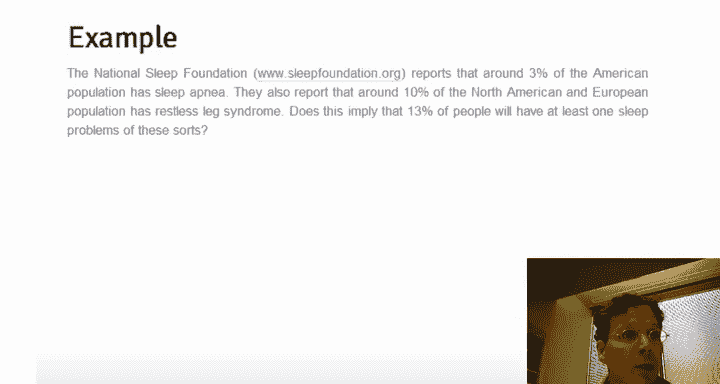 Example
The National Sleep Foundation (www.sleepfoundation.org) reports that around 3% of the American
population has sleep apnea. They also report that around 10% of the North American and European
population has restless leg syndrome. Does this imply that 13% of people will have at least one sleep
problems of these sorts?